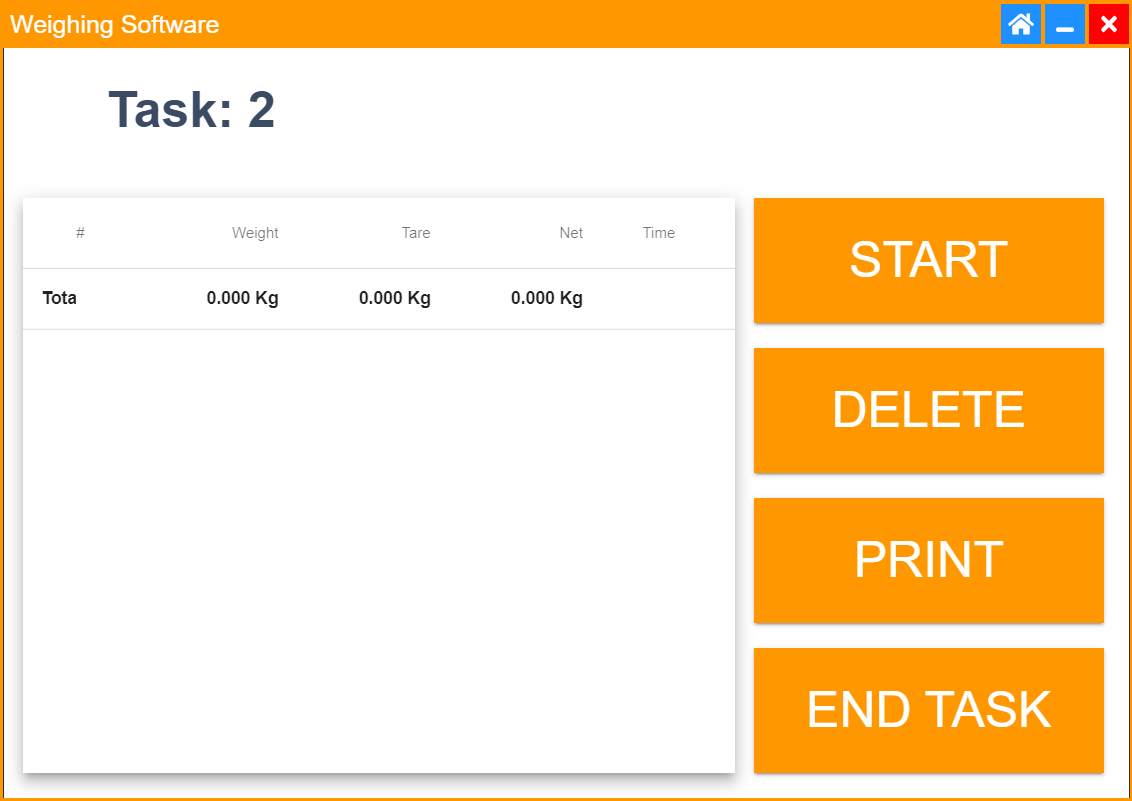 Weighing Software
Task: 2
# Weight Tare Net Time
Tota 0.000 Kg 0.000 Kg 0.000 Kg
START
DELETE
PRINT
END TASK